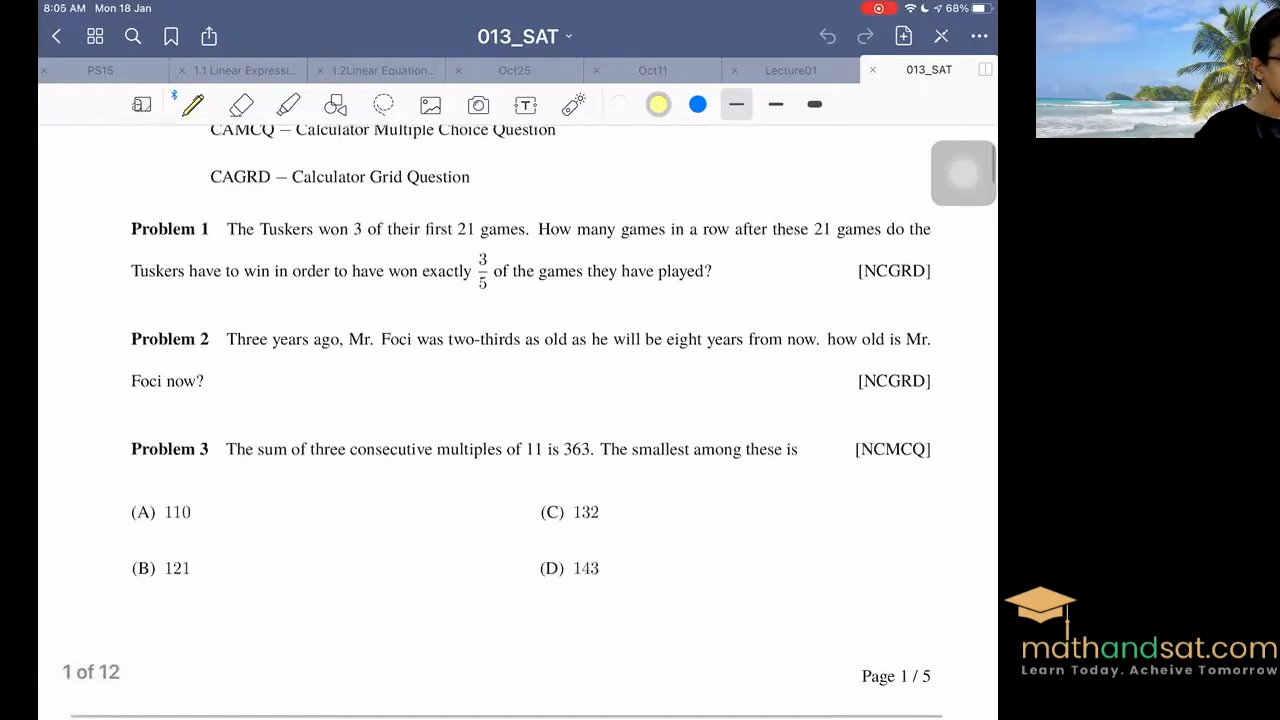 8:05 AM Mon 18 Jan
68%
013_SAT
PS15
1.1 Linear Expressi...
1.2Linear Equation...
Oct25
Oct11
Lecture01
013_SAT
CAMCQ – Calculator Multiple Choice Question
CAGRD – Calculator Grid Question
Problem 1 The Tuskers won 3 of their first 21 games. How many games in a row after these 21 games do the
Tuskers have to win in order to have won exactly 3/5 of the games they have played? [NCGRD]
Problem 2 Three years ago, Mr. Foci was two-thirds as old as he will be eight years from now. how old is Mr.
Foci now? [NCGRD]
Problem 3 The sum of three consecutive multiples of 11 is 363. The smallest among these is [NCMCQ]
(A) 110
(C) 132
(B) 121
(D) 143
1 of 12
Page 1 / 5
mathandsat.com
Learn Today. Acheive Tomorrow